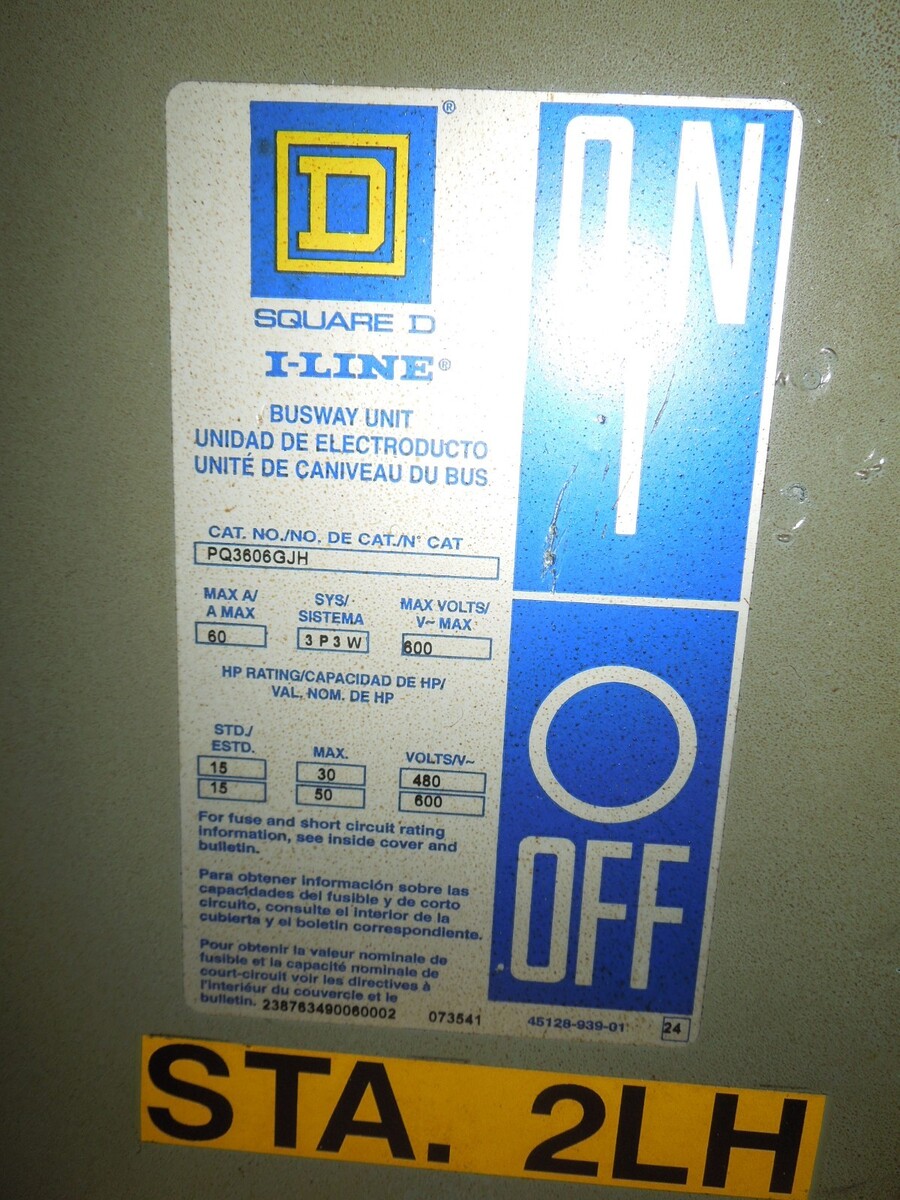 D®
SQUARE D
I-LINE®
BUSWAY UNIT
UNIDAD DE ELECTRODUCTO
UNITÉ DE CANIVEAU DU BUS
CAT. NO./NO. DE CAT./N° CAT
PQ3606GJH
MAX A/
A MAX
60
SYS/
SISTEMA
3 P 3 W
MAX VOLTS/
V~ MAX
600
HP RATING/CAPACIDAD DE HP/
VAL. NOM. DE HP
STD./
ESTD.
MAX.
VOLTS/V~
15 30 480
15 50 600
For fuse and short circuit rating
information, see inside cover and
bulletin.
Para obtener información sobre las
capacidades del fusible y de corto
circuito, consulte el interior de la
cubierta y el boletín correspondiente.
Pour obtenir la valeur nominale de
fusible et la capacité nominale de
court-circuit voir les directives à
l'interiéur du couvercle et le
bulletin. 238763490060002 073541
45128-939-01 24
ON
I
O
OFF
STA. 2LH